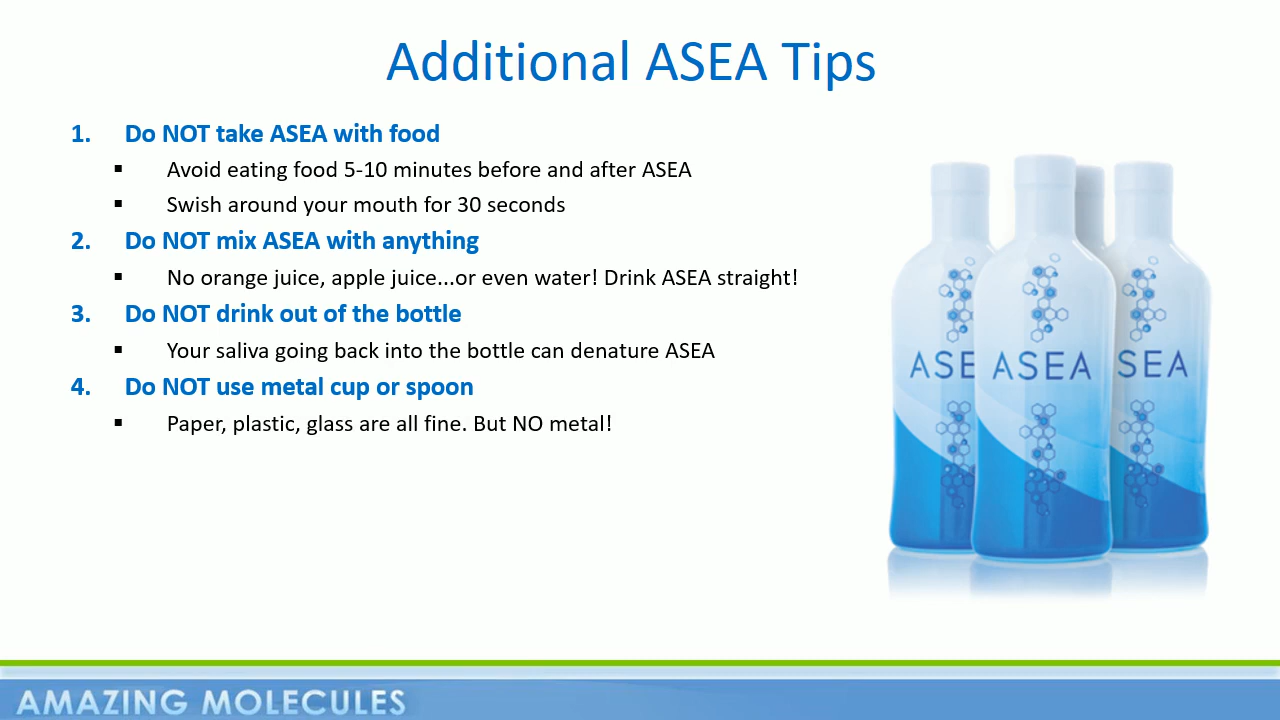 Additional ASEA Tips
1. Do NOT take ASEA with food
▪ Avoid eating food 5-10 minutes before and after ASEA
▪ Swish around your mouth for 30 seconds
2. Do NOT mix ASEA with anything
▪ No orange juice, apple juice...or even water! Drink ASEA straight!
3. Do NOT drink out of the bottle
▪ Your saliva going back into the bottle can denature ASEA
4. Do NOT use metal cup or spoon
▪ Paper, plastic, glass are all fine. But NO metal!
ASE ASEA SEA
AMAZING MOLECULES